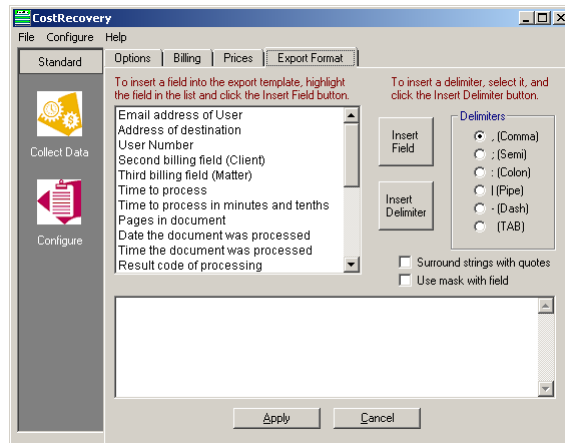 CostRecovery
File Configure Help
Standard
Options Billing Prices Export Format
To insert a field into the export template, highlight
the field in the list and click the Insert Field button.
To insert a delimiter, select it, and
click the Insert Delimiter button.
Email address of User
Address of destination
User Number
Second billing field (Client)
Third billing field (Matter)
Time to process
Time to process in minutes and tenths
Pages in document
Date the document was processed
Time the document was processed
Result code of processing
Insert
Field
Insert
Delimiter
Delimiters
, (Comma)
; (Semi)
: (Colon)
| (Pipe)
- (Dash)
(TAB)
Collect Data
Configure
Surround strings with quotes
Use mask with field
Apply Cancel